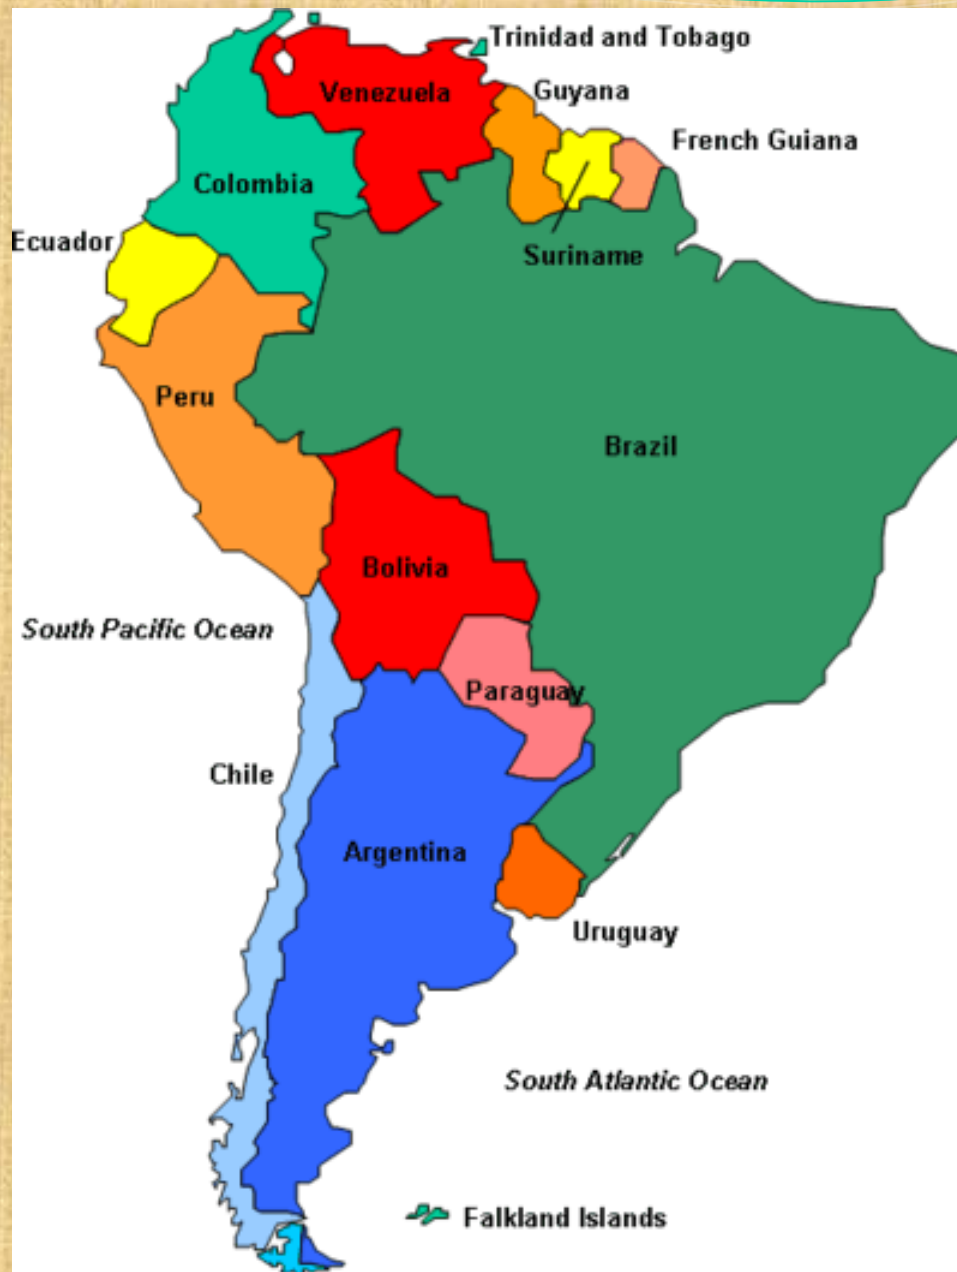 Trinidad and Tobago
Venezuela
Guyana
French Guiana
Colombia
Ecuador
Suriname
Peru
Brazil
Bolivia
South Pacific Ocean
Paraguay
Chile
Argentina
Uruguay
South Atlantic Ocean
Falkland Islands